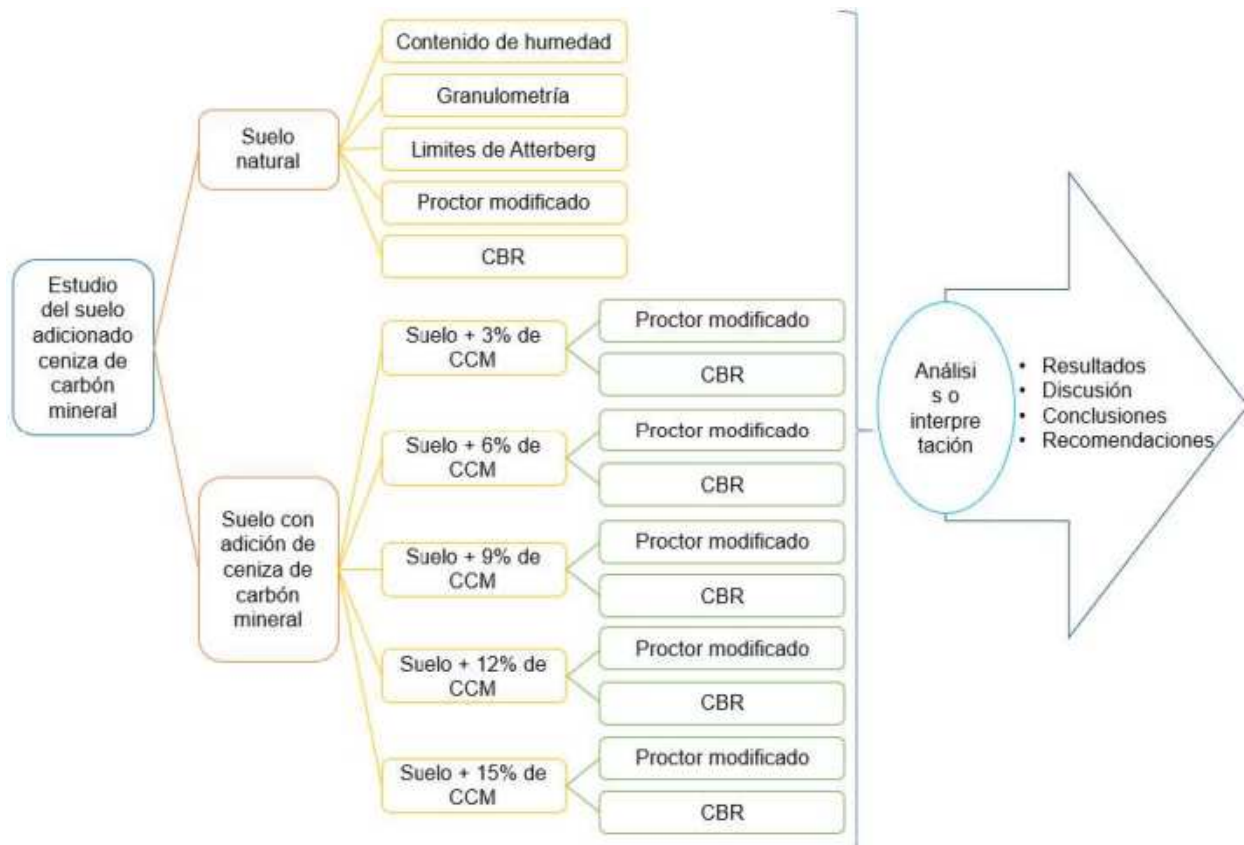 Estudio
del suelo
adicionado
ceniza de
carbón
mineral
Suelo
natural
Contenido de humedad
Granulometría
Limites de Atterberg
Proctor modificado
CBR
Suelo con
adición de
ceniza de
carbón
mineral
Suelo + 3% de
CCM
Proctor modificado
CBR
Suelo + 6% de
CCM
Proctor modificado
CBR
Suelo + 9% de
CCM
Proctor modificado
CBR
Suelo + 12% de
CCM
Proctor modificado
CBR
Suelo + 15% de
CCM
Proctor modificado
CBR
Análisi
s o
interpre
tación
• Resultados
• Discusión
• Conclusiones
• Recomendaciones